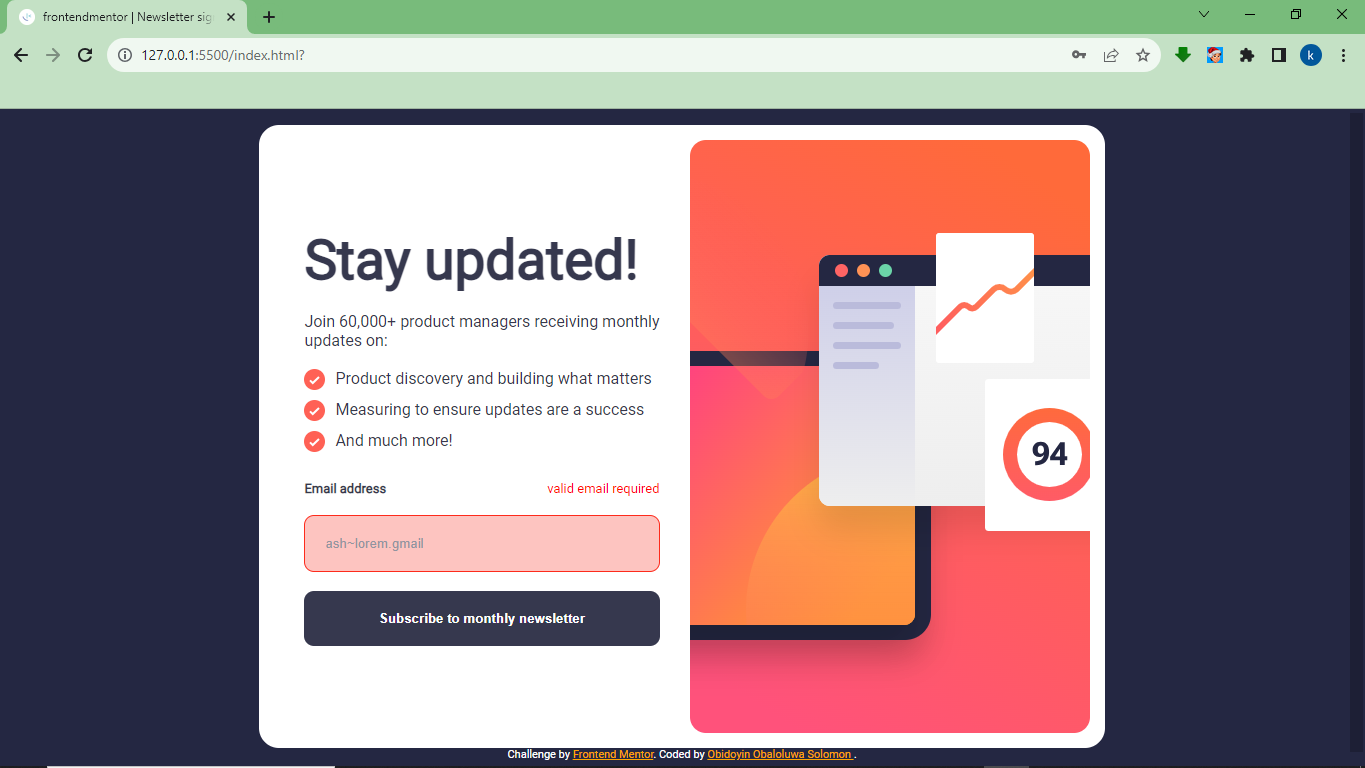 frontendmentor | Newsletter sig
127.0.0.1:5500/index.html?
k
Stay updated!
Join 60,000+ product managers receiving monthly
updates on:
Product discovery and building what matters
Measuring to ensure updates are a success
And much more!
Email address
valid email required
ash~lorem.gmail
Subscribe to monthly newsletter
94
Challenge by Frontend Mentor. Coded by Obidoyin Obaloluwa Solomon .